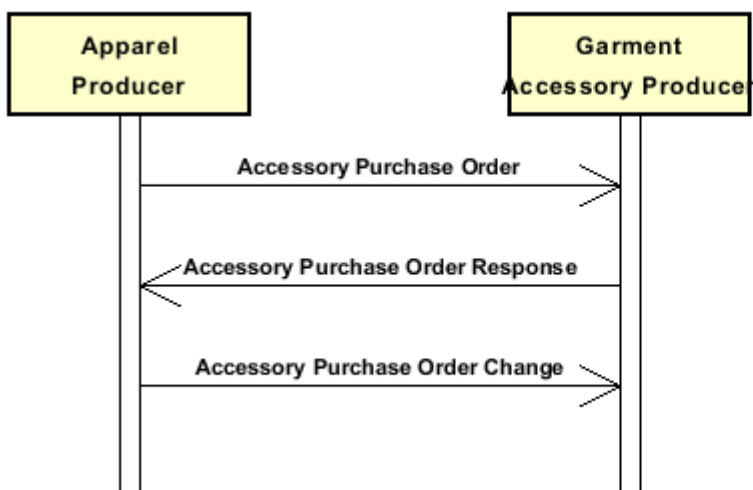 Apparel
Producer
Garment
Accessory Producer
Accessory Purchase Order
Accessory Purchase Order Response
Accessory Purchase Order Change